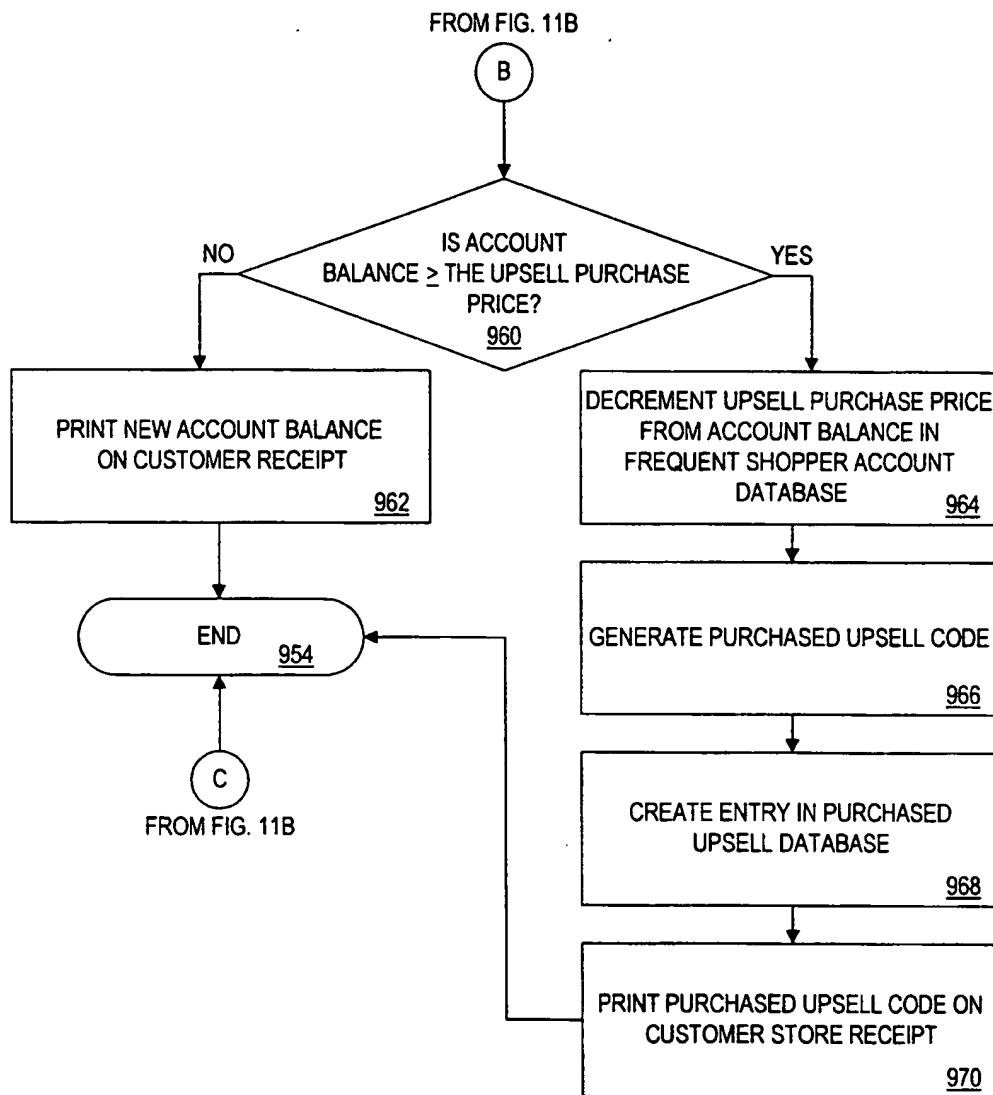 FROM FIG. 11B
B
IS ACCOUNT
BALANCE ≥ THE UPSELL PURCHASE
PRICE?
960
NO
YES
PRINT NEW ACCOUNT BALANCE
ON CUSTOMER RECEIPT
962
DECREMENT UPSELL PURCHASE PRICE
FROM ACCOUNT BALANCE IN
FREQUENT SHOPPER ACCOUNT
DATABASE
964
END
954
GENERATE PURCHASED UPSELL CODE
966
C
FROM FIG. 11B
CREATE ENTRY IN PURCHASED
UPSELL DATABASE
968
PRINT PURCHASED UPSELL CODE ON
CUSTOMER STORE RECEIPT
970